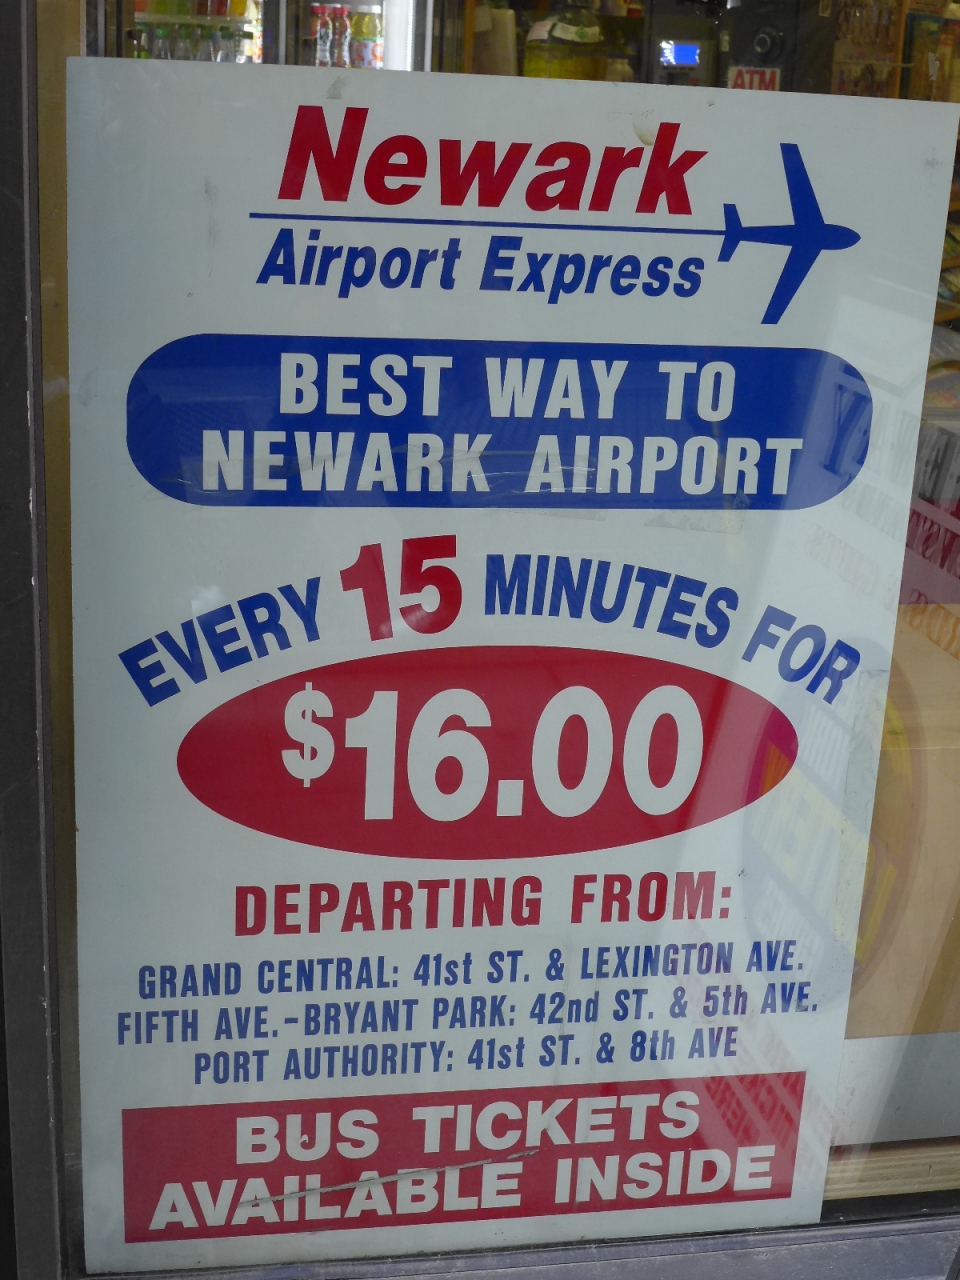 ATM
Newark
Airport Express
BEST WAY TO
NEWARK AIRPORT
EVERY 15 MINUTES FOR
$16.00
DEPARTING FROM:
GRAND CENTRAL: 41st ST. & LEXINGTON AVE.
FIFTH AVE.-BRYANT PARK: 42nd ST. & 5th AVE.
PORT AUTHORITY: 41st ST. & 8th AVE
BUS TICKETS
AVAILABLE INSIDE